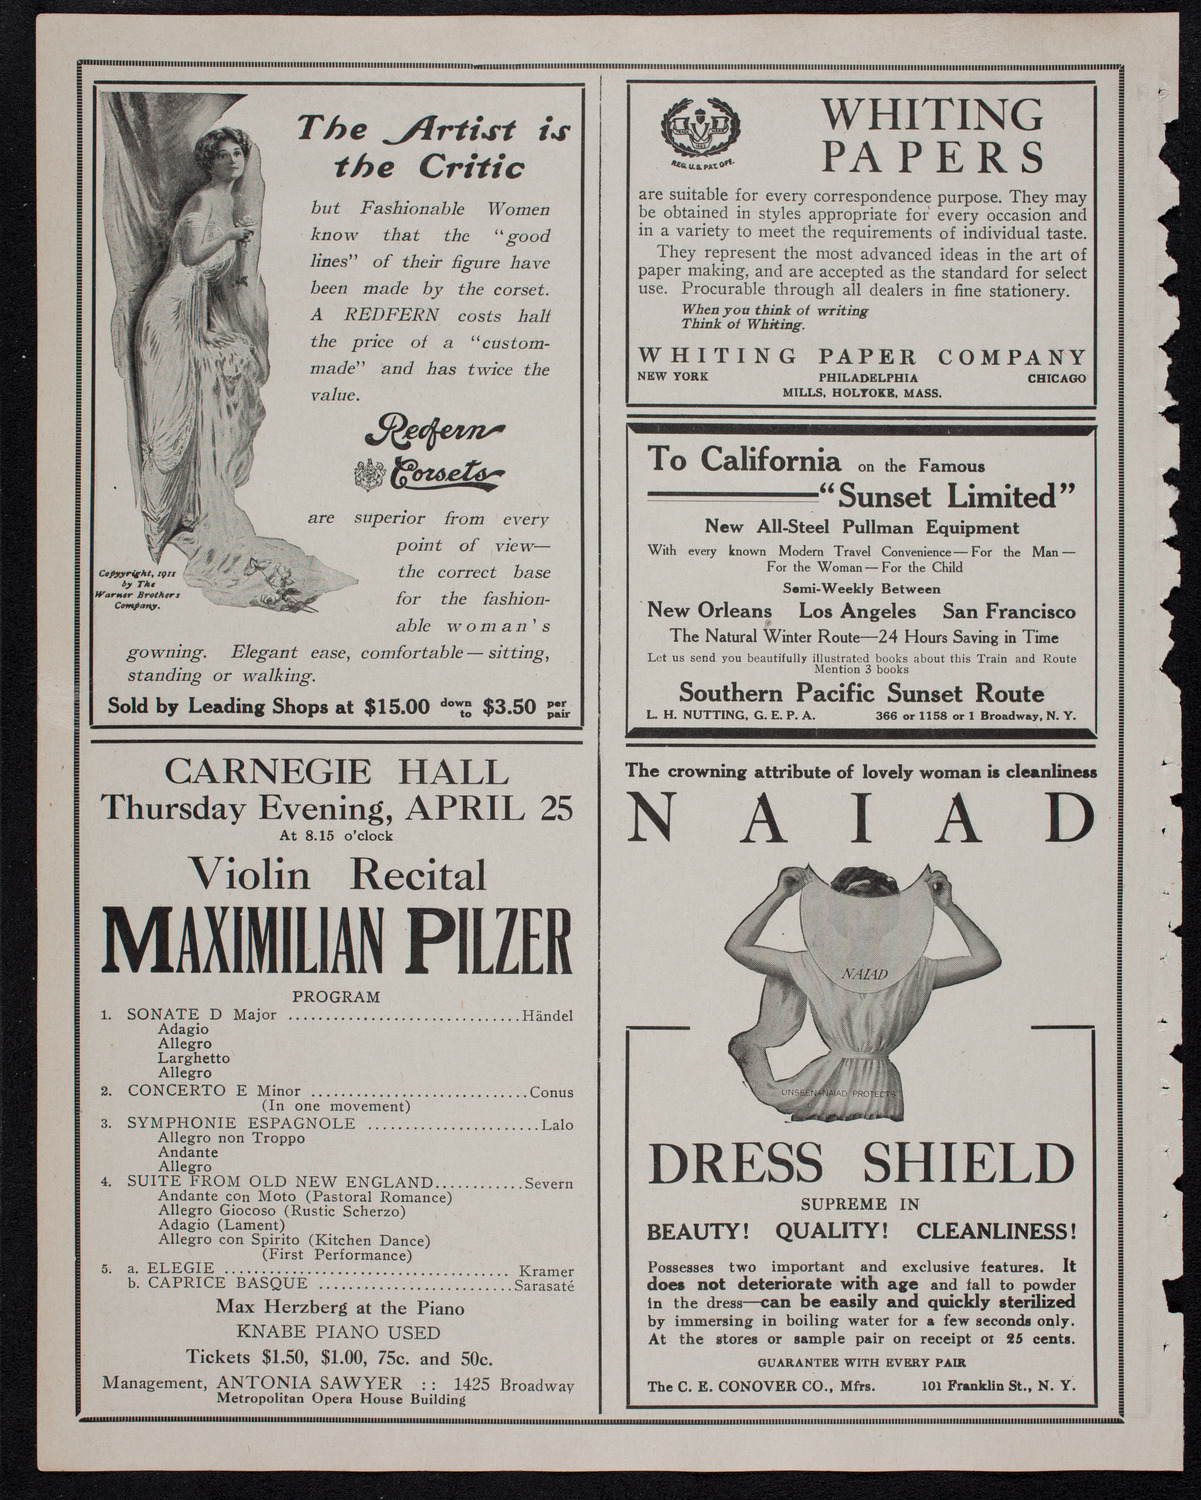 The Artist is
the Critic
but Fashionable Women
know that the "good
lines" of their figure have
been made by the corset.
A REDFERN costs half
the price of a "custom-
made" and has twice the
value.
Redfern
Corsets
are superior from every
point of view—
the correct base
for the fashion-
able woman's
gowning. Elegant ease, comfortable—sitting,
standing or walking.
Copyright, 1911
by The
Warner Brothers
Company.
Sold by Leading Shops at $15.00 down to $3.50 per pair
CARNEGIE HALL
Thursday Evening, APRIL 25
At 8.15 o'clock
Violin Recital
MAXIMILIAN PILZER
PROGRAM
1. SONATE D Major ..............................Händel
Adagio
Allegro
Larghetto
Allegro
2. CONCERTO E Minor ............................Conus
(In one movement)
3. SYMPHONIE ESPAGNOLE ......................Lalo
Allegro non Troppo
Andante
Allegro
4. SUITE FROM OLD NEW ENGLAND............Severn
Andante con Moto (Pastoral Romance)
Allegro Giocoso (Rustic Scherzo)
Adagio (Lament)
Allegro con Spirito (Kitchen Dance)
(First Performance)
5. a. ELEGIE ..................................... Kramer
b. CAPRICE BASQUE .........................Sarasaté
Max Herzberg at the Piano
KNABE PIANO USED
Tickets $1.50, $1.00, 75c. and 50c.
Management, ANTONIA SAWYER :: 1425 Broadway
Metropolitan Opera House Building
REG. U.S. PAT. OFF.
WHITING
PAPERS
are suitable for every correspondence purpose. They may
be obtained in styles appropriate for every occasion and
in a variety to meet the requirements of individual taste.
They represent the most advanced ideas in the art of
paper making, and are accepted as the standard for select
use. Procurable through all dealers in fine stationery.
When you think of writing
Think of Whiting.
WHITING PAPER COMPANY
NEW YORK PHILADELPHIA CHICAGO
MILLS, HOLYOKE, MASS.
To California on the Famous
"Sunset Limited"
New All-Steel Pullman Equipment
With every known Modern Travel Convenience—For the Man—
For the Woman—For the Child
Semi-Weekly Between
New Orleans Los Angeles San Francisco
The Natural Winter Route—24 Hours Saving in Time
Let us send you beautifully illustrated books about this Train and Route
Mention 3 books
Southern Pacific Sunset Route
L. H. NUTTING, G. E. P. A. 366 or 1158 or 1 Broadway, N. Y.
The crowning attribute of lovely woman is cleanliness
NAIAD
NAIAD
UNSEEN-NAIAD PROTECTS
DRESS SHIELD
SUPREME IN
BEAUTY! QUALITY! CLEANLINESS!
Possesses two important and exclusive features. It
does not deteriorate with age and fall to powder
in the dress—can be easily and quickly sterilized
by immersing in boiling water for a few seconds only.
At the stores or sample pair on receipt of 25 cents.
GUARANTEE WITH EVERY PAIR
The C. E. CONOVER CO., Mfrs. 101 Franklin St., N. Y.